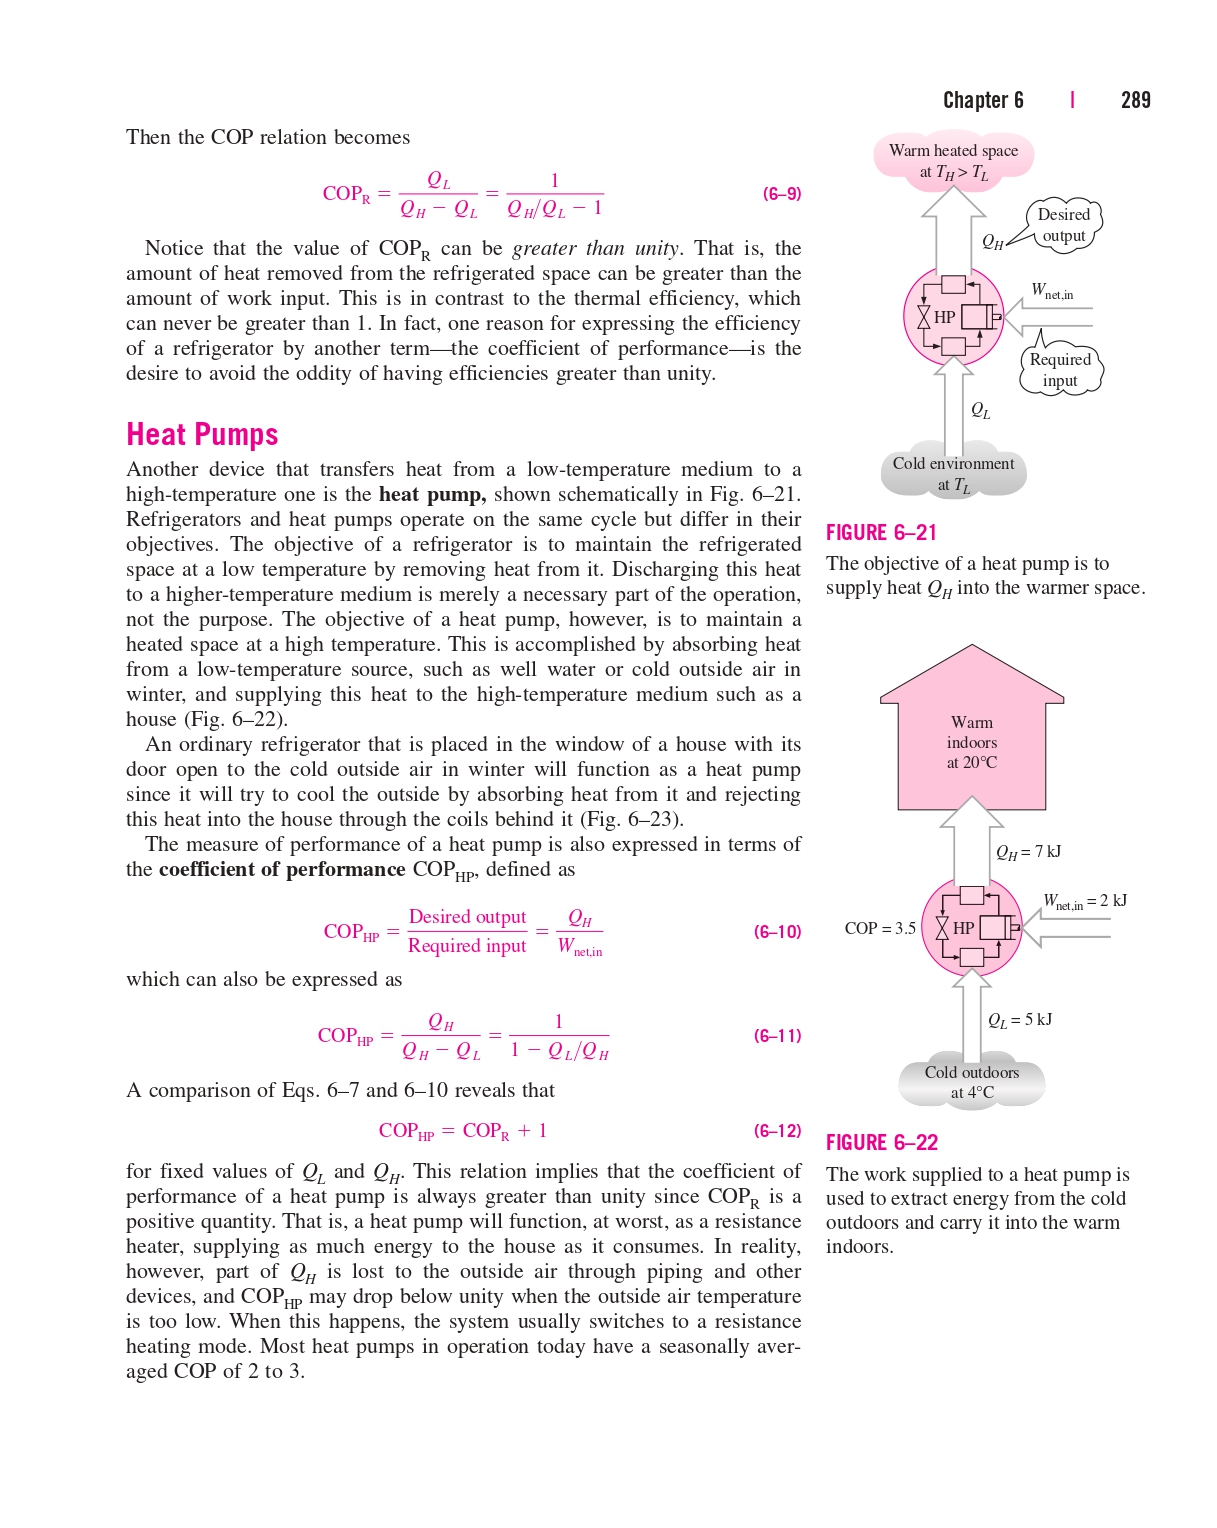 Chapter 6 | 289
Then the COP relation becomes
COP_R = Q_L / (Q_H − Q_L) = 1 / (Q_H/Q_L − 1) (6–9)
Notice that the value of COP_R can be greater than unity. That is, the
amount of heat removed from the refrigerated space can be greater than the
amount of work input. This is in contrast to the thermal efficiency, which
can never be greater than 1. In fact, one reason for expressing the efficiency
of a refrigerator by another term—the coefficient of performance—is the
desire to avoid the oddity of having efficiencies greater than unity.
Heat Pumps
Another device that transfers heat from a low-temperature medium to a
high-temperature one is the heat pump, shown schematically in Fig. 6–21.
Refrigerators and heat pumps operate on the same cycle but differ in their
objectives. The objective of a refrigerator is to maintain the refrigerated
space at a low temperature by removing heat from it. Discharging this heat
to a higher-temperature medium is merely a necessary part of the operation,
not the purpose. The objective of a heat pump, however, is to maintain a
heated space at a high temperature. This is accomplished by absorbing heat
from a low-temperature source, such as well water or cold outside air in
winter, and supplying this heat to the high-temperature medium such as a
house (Fig. 6–22).
An ordinary refrigerator that is placed in the window of a house with its
door open to the cold outside air in winter will function as a heat pump
since it will try to cool the outside by absorbing heat from it and rejecting
this heat into the house through the coils behind it (Fig. 6–23).
The measure of performance of a heat pump is also expressed in terms of
the coefficient of performance COP_HP, defined as
COP_HP = Desired output / Required input = Q_H / W_net,in (6–10)
which can also be expressed as
COP_HP = Q_H / (Q_H − Q_L) = 1 / (1 − Q_L/Q_H) (6–11)
A comparison of Eqs. 6–7 and 6–10 reveals that
COP_HP = COP_R + 1 (6–12)
for fixed values of Q_L and Q_H. This relation implies that the coefficient of
performance of a heat pump is always greater than unity since COP_R is a
positive quantity. That is, a heat pump will function, at worst, as a resistance
heater, supplying as much energy to the house as it consumes. In reality,
however, part of Q_H is lost to the outside air through piping and other
devices, and COP_HP may drop below unity when the outside air temperature
is too low. When this happens, the system usually switches to a resistance
heating mode. Most heat pumps in operation today have a seasonally aver-
aged COP of 2 to 3.
Warm heated space
at T_H > T_L
Desired
output
Q_H
W_net,in
HP
Required
input
Q_L
Cold environment
at T_L
FIGURE 6–21
The objective of a heat pump is to
supply heat Q_H into the warmer space.
Warm
indoors
at 20°C
Q_H = 7 kJ
W_net,in = 2 kJ
COP = 3.5
HP
Q_L = 5 kJ
Cold outdoors
at 4°C
FIGURE 6–22
The work supplied to a heat pump is
used to extract energy from the cold
outdoors and carry it into the warm
indoors.